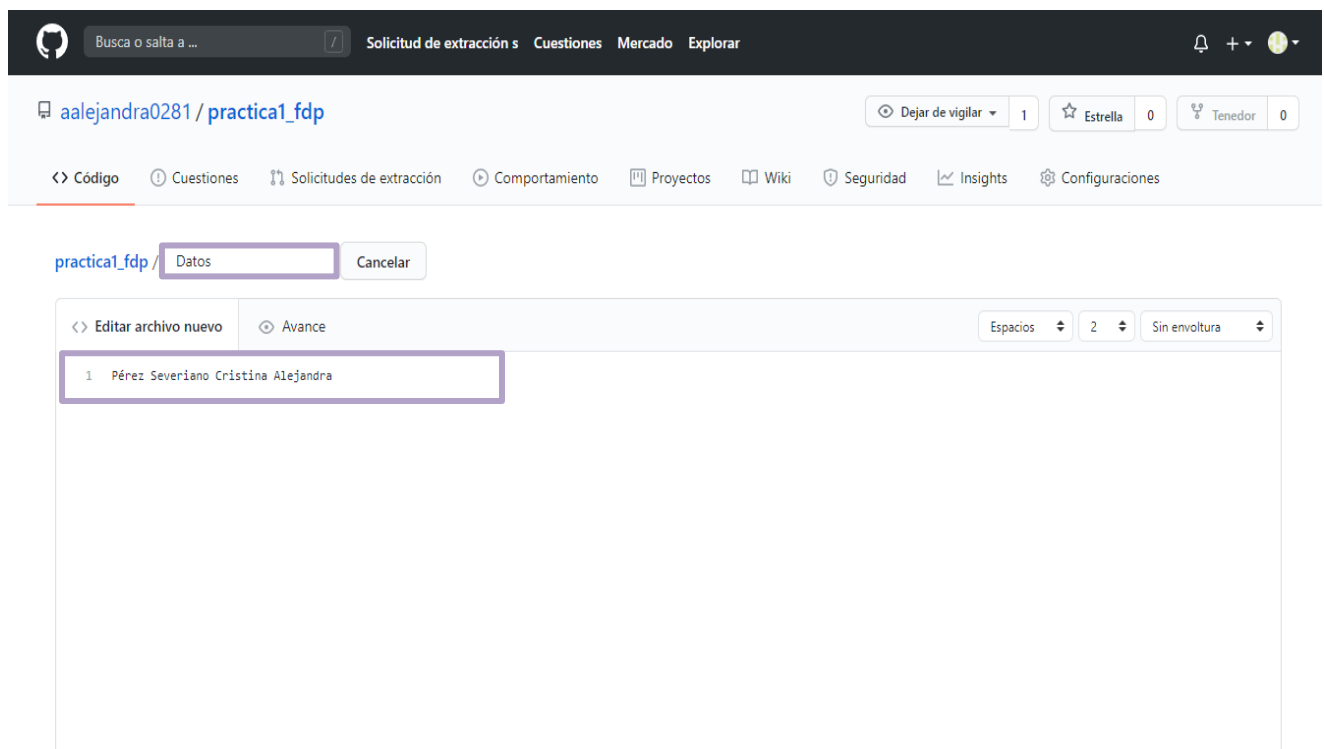 Busca o salta a ... / Solicitud de extracción s Cuestiones Mercado Explorar
aalejandra0281 / practica1_fdp Dejar de vigilar 1 Estrella 0 Tenedor 0
<> Código Cuestiones Solicitudes de extracción Comportamiento Proyectos Wiki Seguridad Insights Configuraciones
practica1_fdp / Datos Cancelar
<> Editar archivo nuevo Avance Espacios 2 Sin envoltura
1 Pérez Severiano Cristina Alejandra